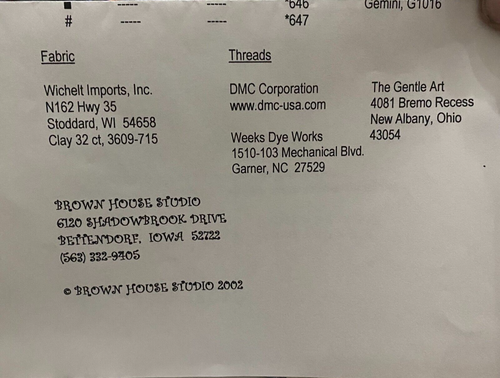 ■ ----- ----- *646 Gemini, G1016
# ----- ----- *647
Fabric
Wichelt Imports, Inc.
N162 Hwy 35
Stoddard, WI 54658
Clay 32 ct, 3609-715
Threads
DMC Corporation
www.dmc-usa.com
Weeks Dye Works
1510-103 Mechanical Blvd.
Garner, NC 27529
The Gentle Art
4081 Bremo Recess
New Albany, Ohio
43054
BROWN HOUSE STUDIO
6120 SHADOWBROOK DRIVE
BETTENDORF, IOWA 52722
(563) 332-9405
© BROWN HOUSE STUDIO 2002